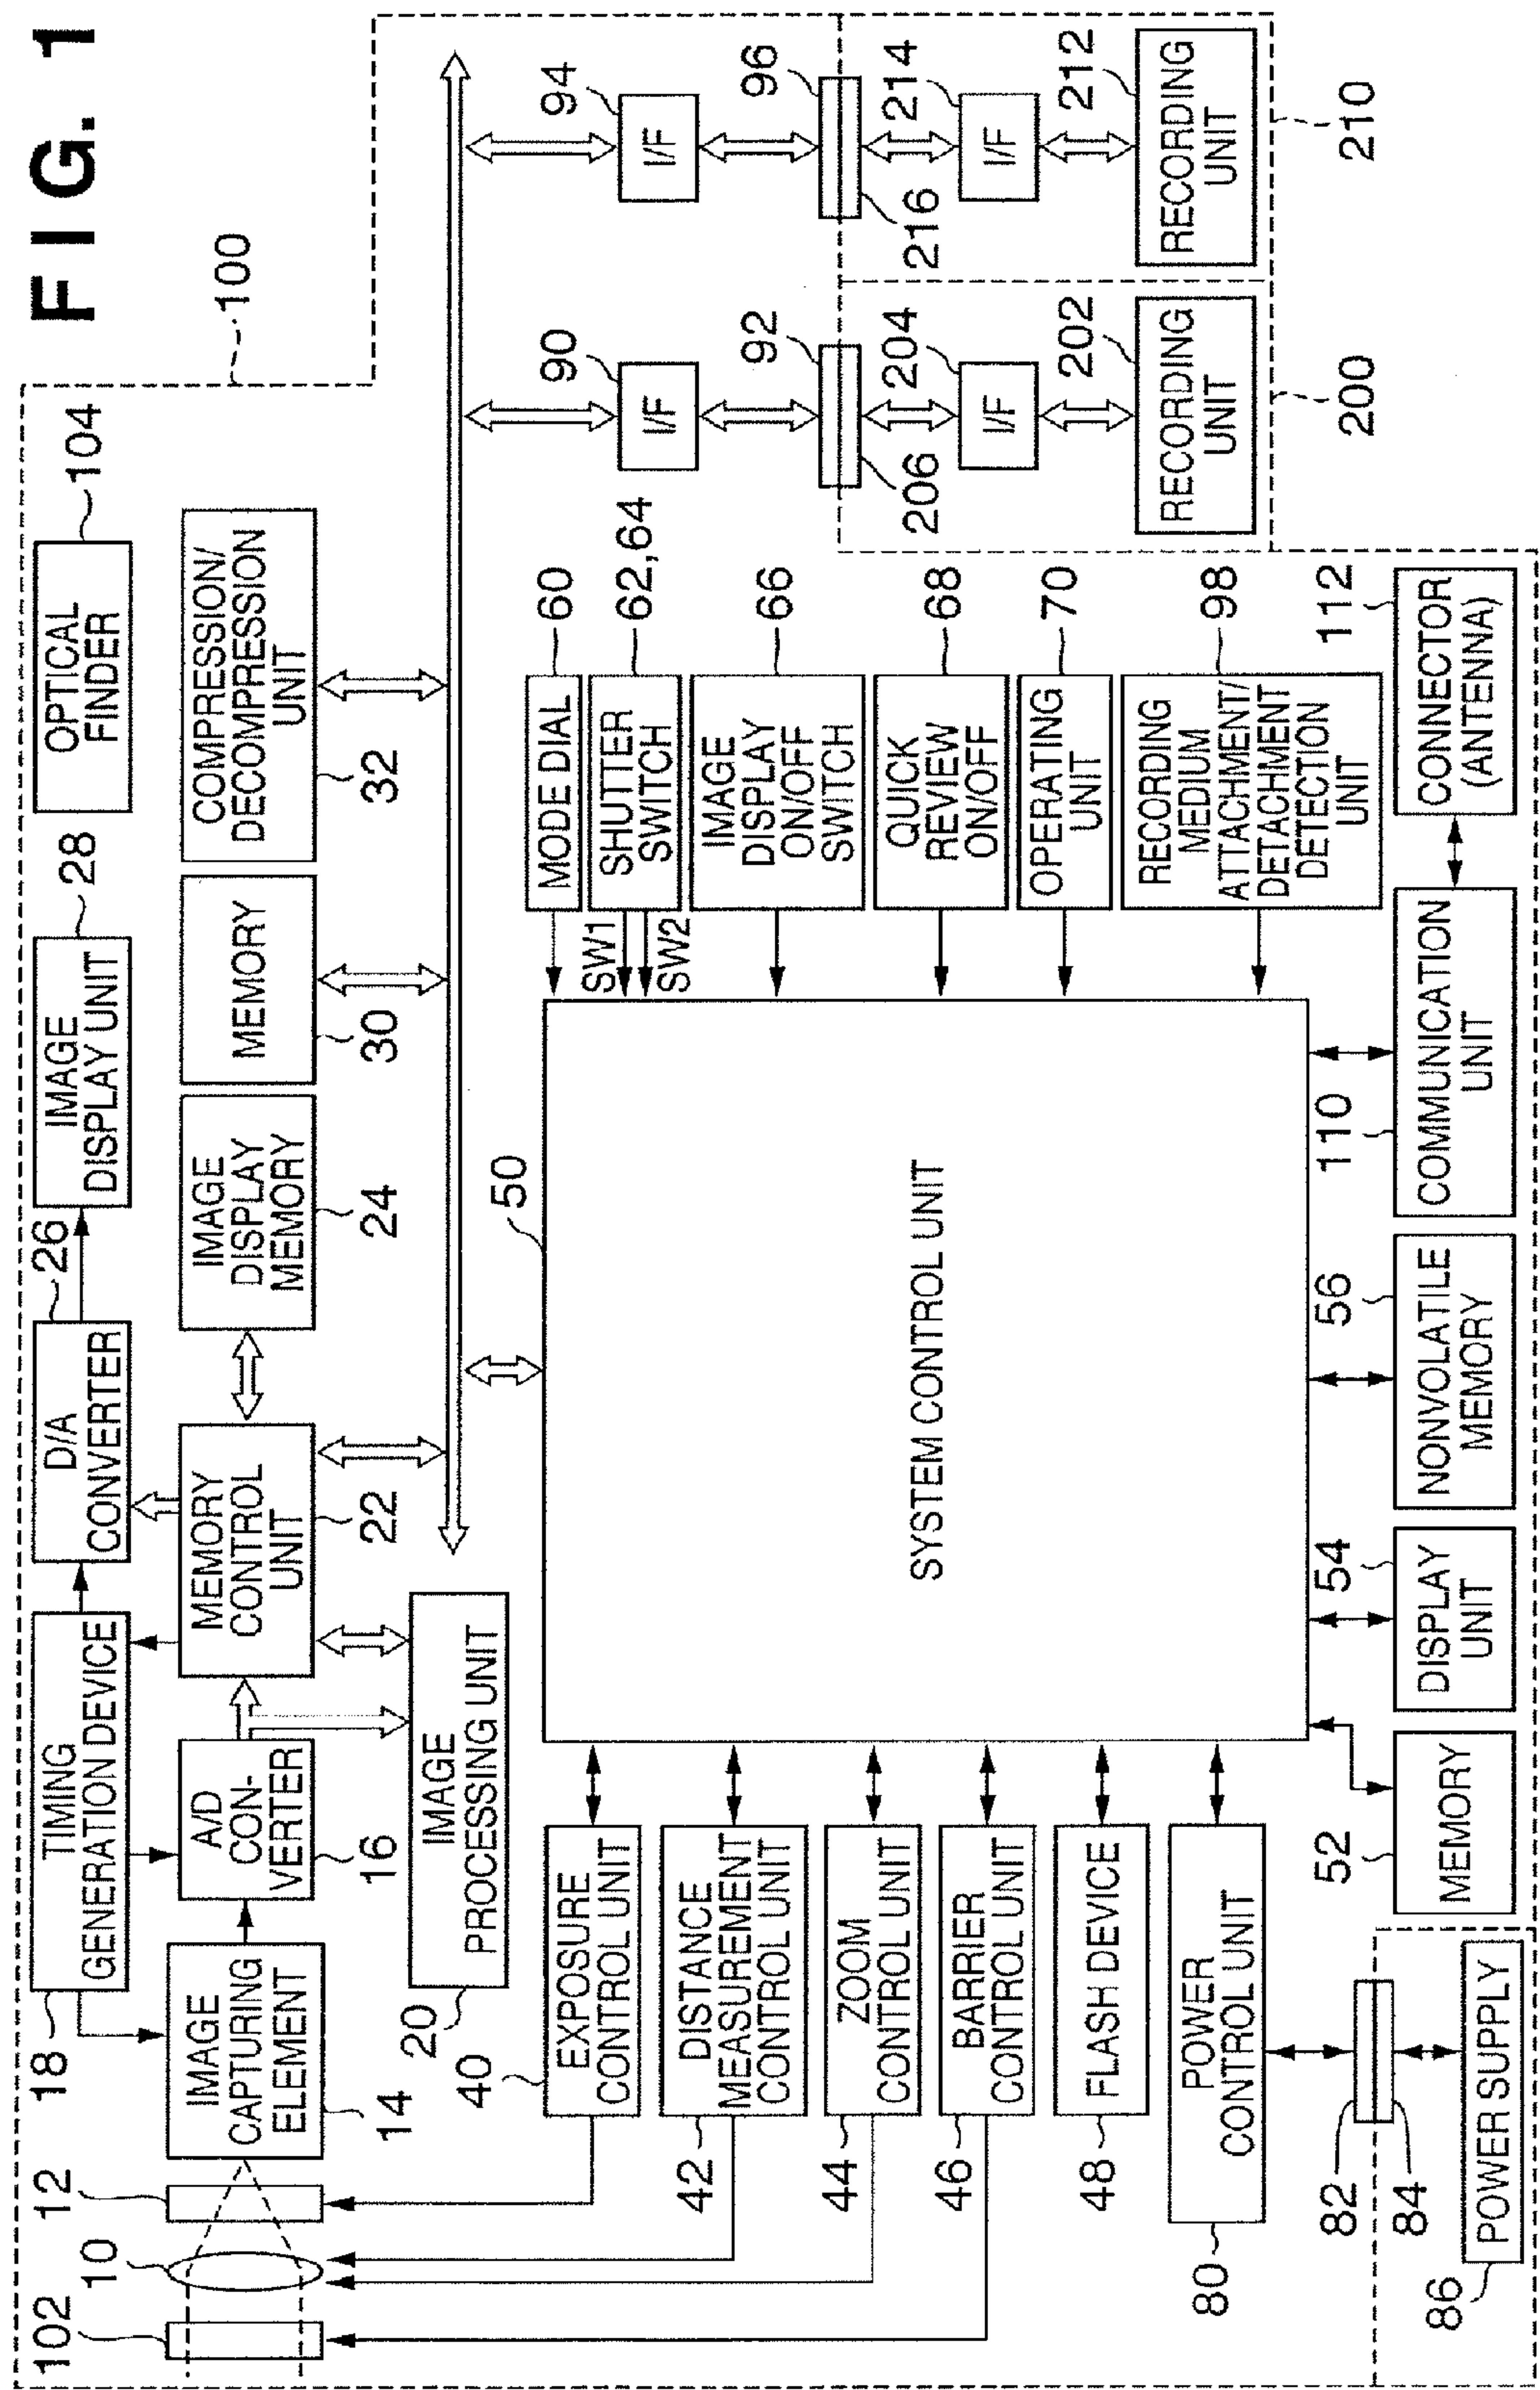 FIG. 1
100
102
10
12
18
TIMING
GENERATION DEVICE
D/A
CONVERTER
26
IMAGE
DISPLAY UNIT
28
OPTICAL
FINDER
104
IMAGE
CAPTURING
ELEMENT
14
A/D
CON-
VERTER
16
MEMORY
CONTROL
UNIT
22
IMAGE
DISPLAY
MEMORY
24
MEMORY
30
COMPRESSION/
DECOMPRESSION
UNIT
32
IMAGE
PROCESSING UNIT
20
40
EXPOSURE
CONTROL UNIT
42
DISTANCE
MEASUREMENT
CONTROL UNIT
44
ZOOM
CONTROL UNIT
46
BARRIER
CONTROL UNIT
48
FLASH DEVICE
80
POWER
CONTROL UNIT
82
84
86
POWER SUPPLY
50
SYSTEM CONTROL UNIT
SW1
SW2
MODE DIAL
60
SHUTTER
SWITCH
62,64
IMAGE
DISPLAY
ON/OFF
SWITCH
66
QUICK
REVIEW
ON/OFF
68
OPERATING
UNIT
70
RECORDING
MEDIUM
ATTACHMENT/
DETACHMENT
DETECTION
UNIT
98
52
MEMORY
54
DISPLAY
UNIT
56
NONVOLATILE
MEMORY
110
COMMUNICATION
UNIT
112
CONNECTOR
(ANTENNA)
90
I/F
92
206
204
I/F
202
RECORDING
UNIT
200
94
I/F
96
216
214
I/F
212
RECORDING
UNIT
210